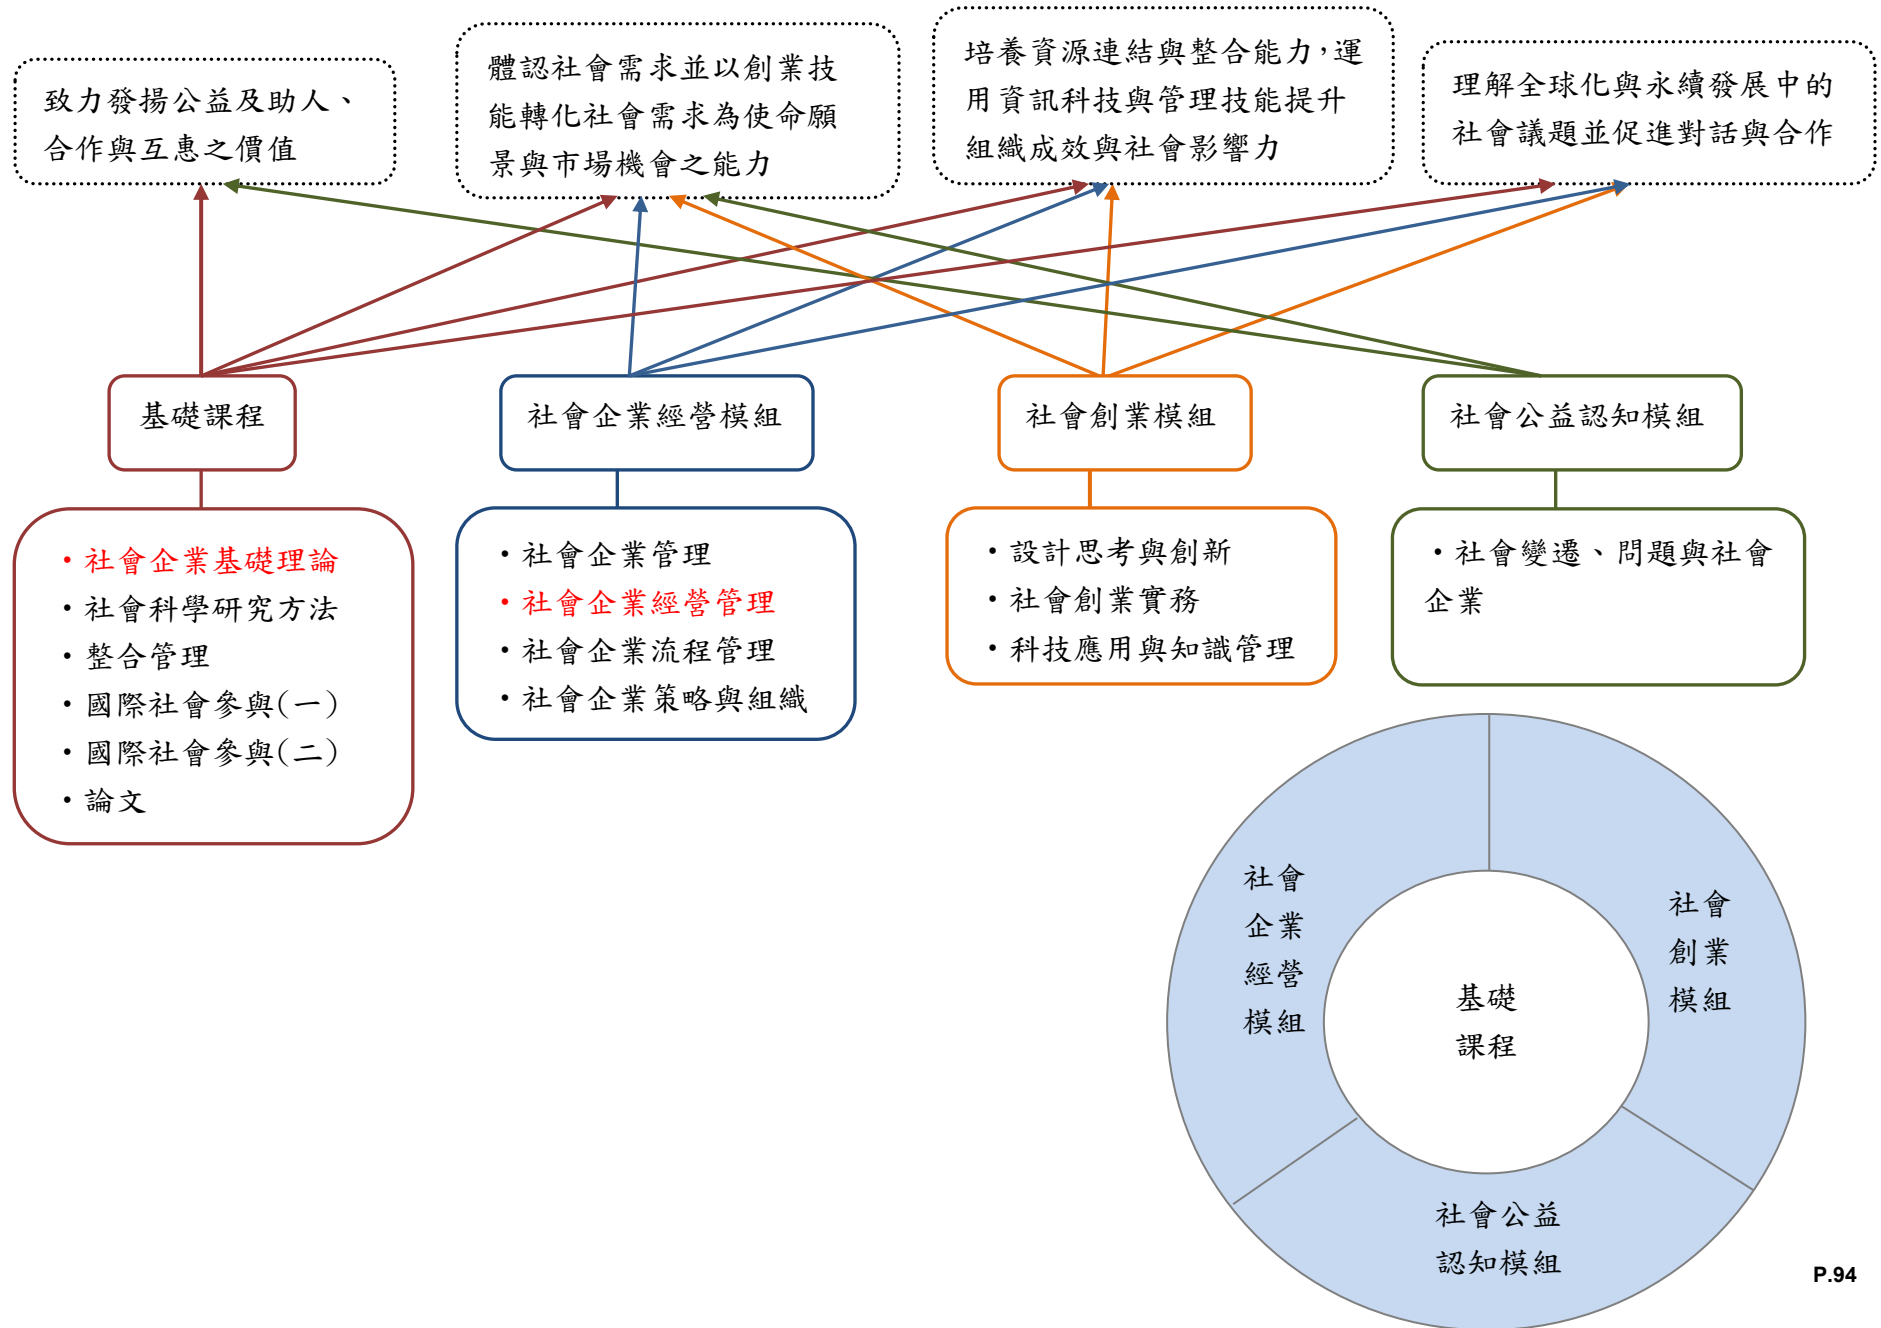 致力發揚公益及助人、
合作與互惠之價值
體認社會需求並以創業技
能轉化社會需求為使命願
景與市場機會之能力
培養資源連結與整合能力，運
用資訊科技與管理技能提升
組織成效與社會影響力
理解全球化與永續發展中的
社會議題並促進對話與合作
基礎課程
社會企業經營模組
社會創業模組
社會公益認知模組
・社會企業基礎理論
・社會科學研究方法
・整合管理
・國際社會參與(一)
・國際社會參與(二)
・論文
・社會企業管理
・社會企業經營管理
・社會企業流程管理
・社會企業策略與組織
・設計思考與創新
・社會創業實務
・科技應用與知識管理
・社會變遷、問題與社會
企業
社會
企業
經營
模組
社會
創業
模組
基礎
課程
社會公益
認知模組
P.94